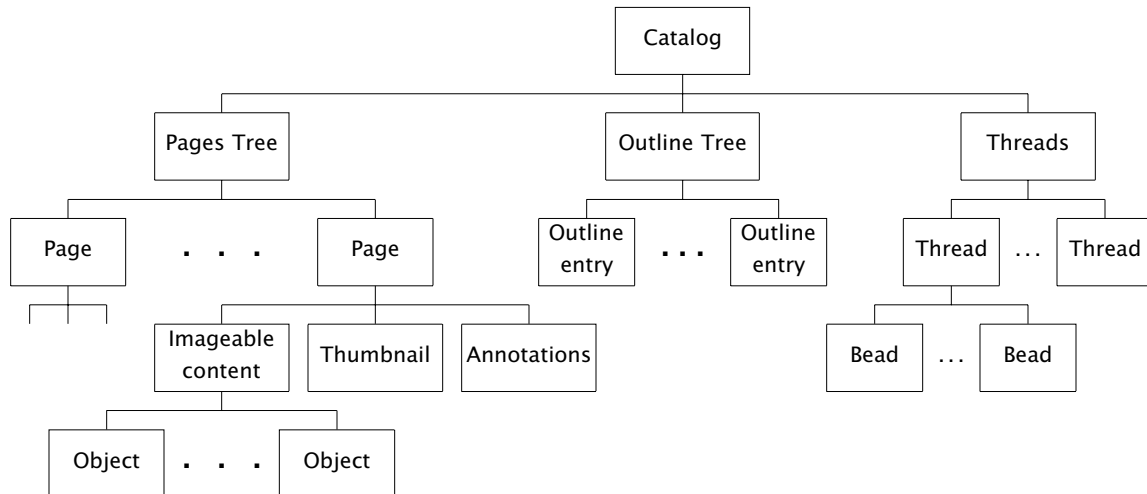 Catalog
Pages Tree
Outline Tree
Threads
Page
. . .
Page
Outline
entry
...
Outline
entry
Thread
...
Thread
Imageable
content
Thumbnail
Annotations
Bead
...
Bead
Object
. . .
Object